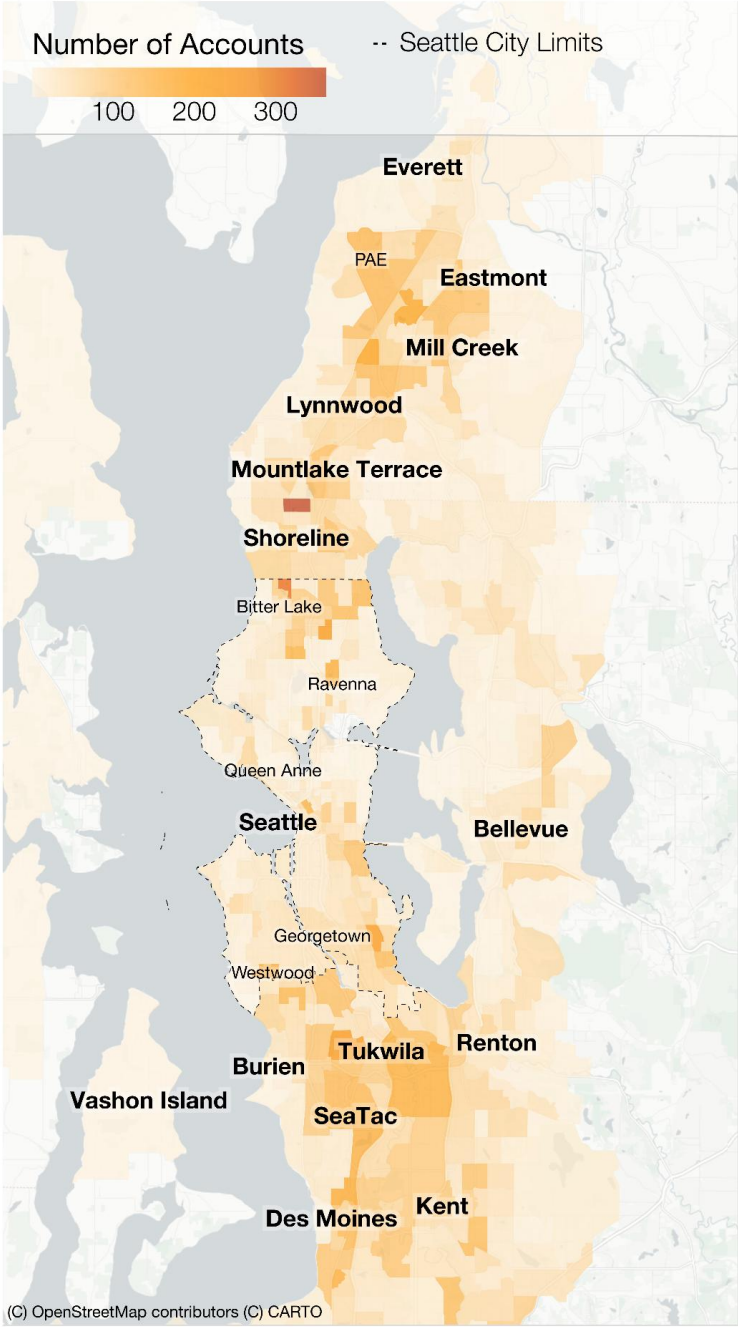 Number of Accounts
-- Seattle City Limits
100 200 300
Everett
PAE
Eastmont
Mill Creek
Lynnwood
Mountlake Terrace
Shoreline
Bitter Lake
Ravenna
Queen Anne
Seattle
Bellevue
Georgetown
Westwood
Tukwila
Renton
Burien
Vashon Island
SeaTac
Kent
Des Moines
(C) OpenStreetMap contributors (C) CARTO